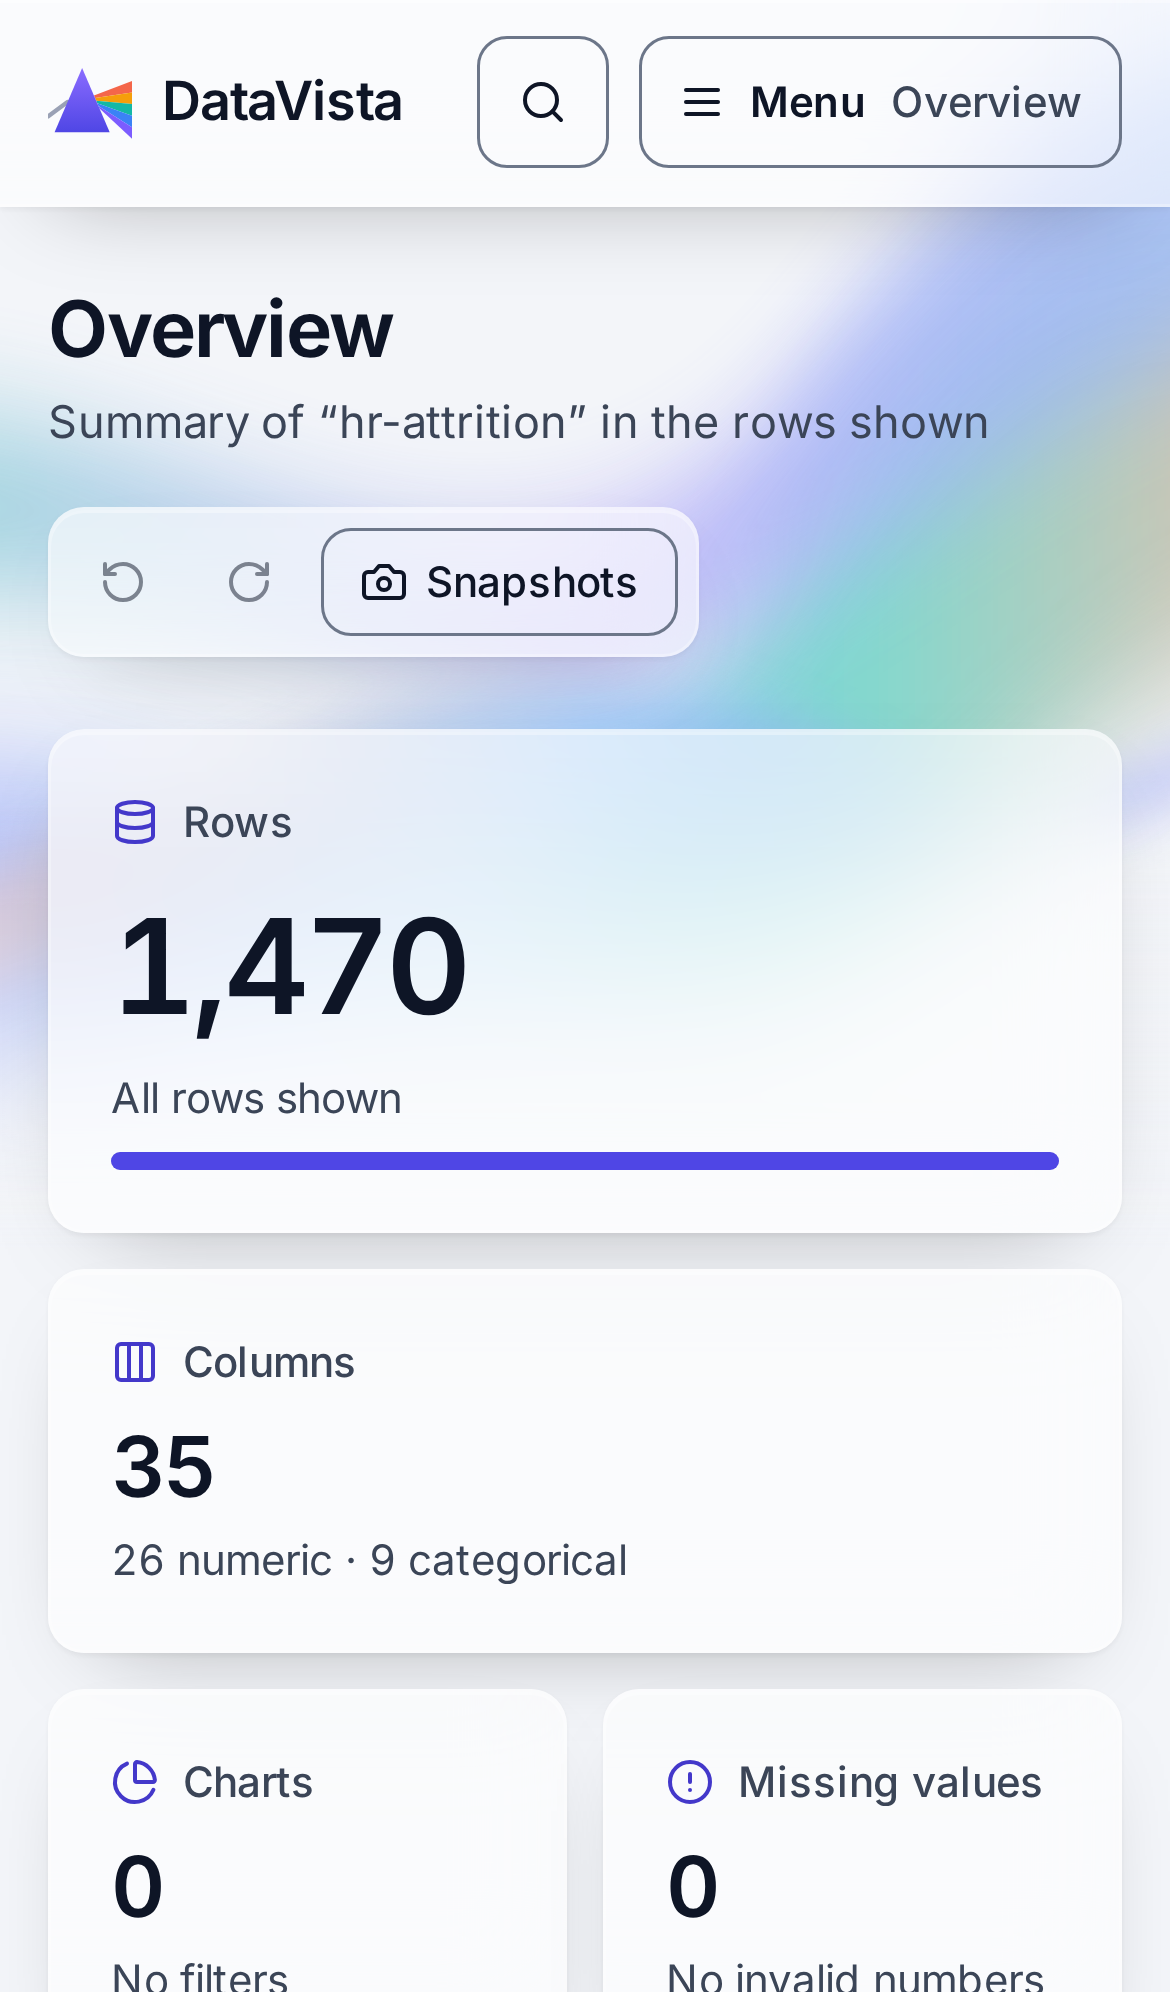 DataVista
Menu Overview
Overview
Summary of “hr-attrition” in the rows shown
Snapshots
Rows
1,470
All rows shown
Columns
35
26 numeric · 9 categorical
Charts
0
No filters
Missing values
0
No invalid numbers